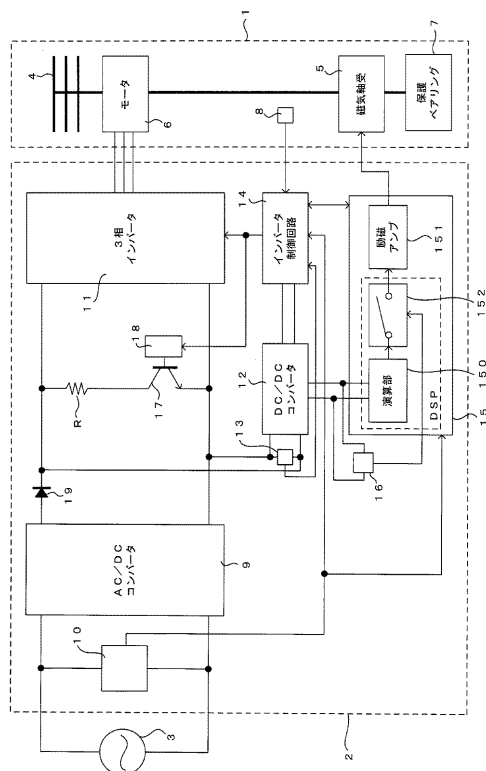 1
4
モータ
6
8
磁気軸受
5
保護
ベアリング
7
3相
インバータ
11
18
17
R
19
インバータ
制御回路
14
DC/DC
コンバータ
12
13
励磁
アンプ
151
152
演算部
150
DSP
15
16
AC/DC
コンバータ
9
10
3
2